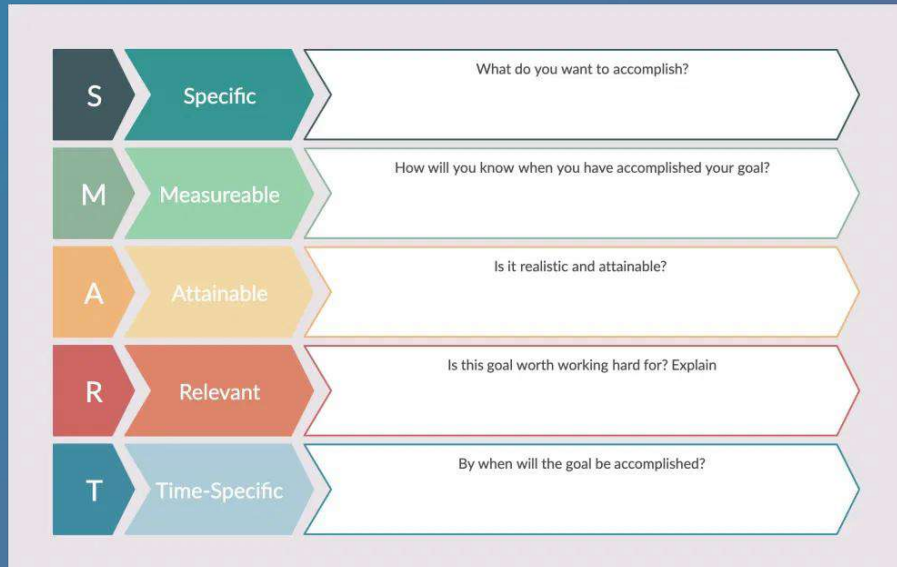 S
Specific
What do you want to accomplish?
M
Measureable
How will you know when you have accomplished your goal?
A
Attainable
Is it realistic and attainable?
R
Relevant
Is this goal worth working hard for? Explain
T
Time-Specific
By when will the goal be accomplished?